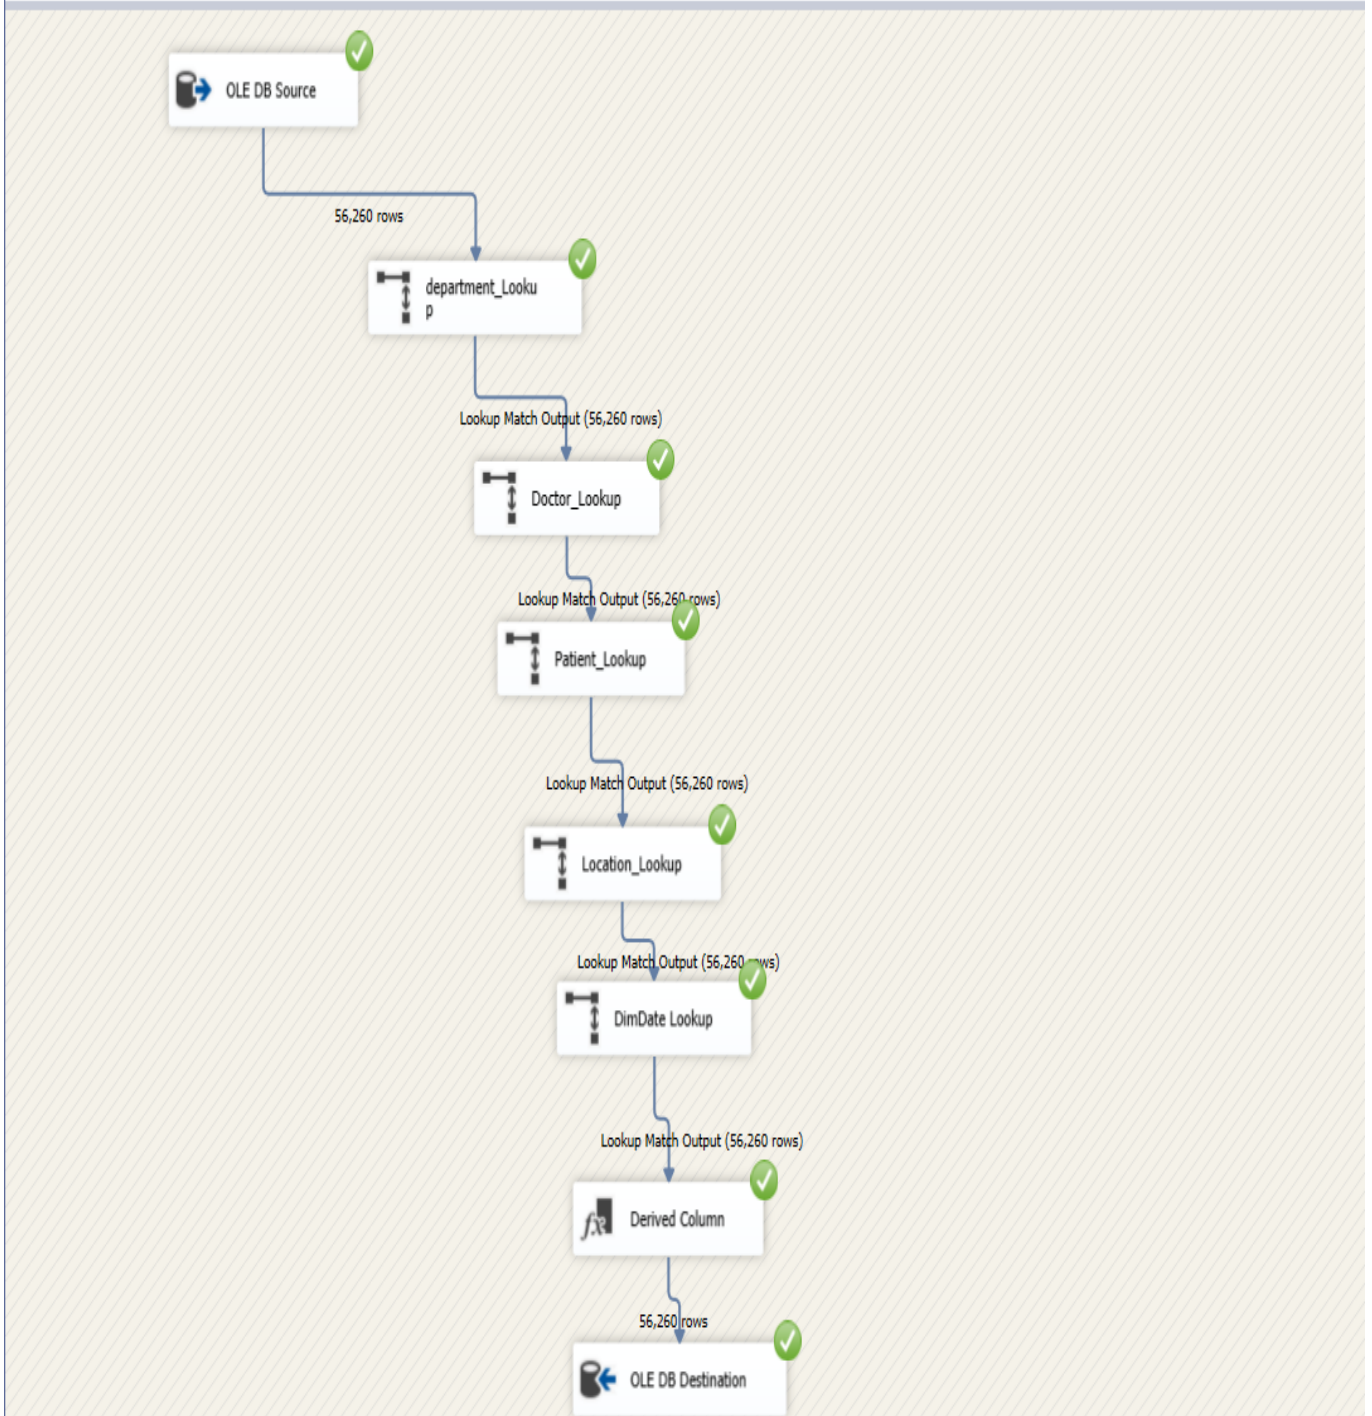 OLE DB Source
56,260 rows
department_Looku
p
Lookup Match Output (56,260 rows)
Doctor_Lookup
Lookup Match Output (56,260 rows)
Patient_Lookup
Lookup Match Output (56,260 rows)
Location_Lookup
Lookup Match Output (56,260 rows)
DimDate Lookup
Lookup Match Output (56,260 rows)
Derived Column
56,260 rows
OLE DB Destination